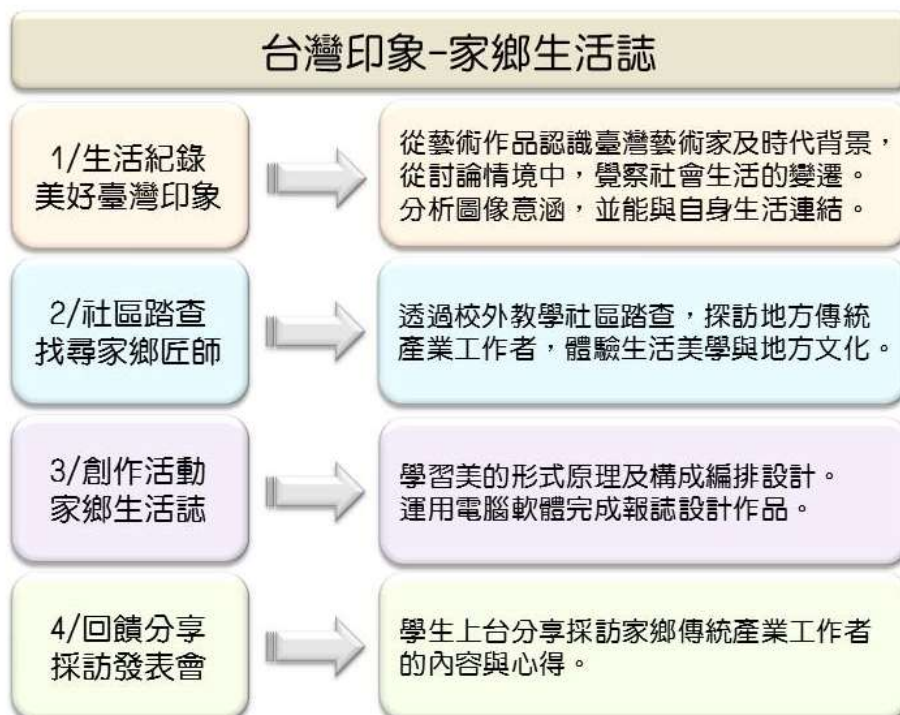 台灣印象-家鄉生活誌
1/生活紀錄
美好臺灣印象
從藝術作品認識臺灣藝術家及時代背景，
從討論情境中，覺察社會生活的變遷。
分析圖像意涵，並能與自身生活連結。
2/社區踏查
找尋家鄉匠師
透過校外教學社區踏查，探訪地方傳統
產業工作者，體驗生活美學與地方文化。
3/創作活動
家鄉生活誌
學習美的形式原理及構成編排設計。
運用電腦軟體完成報誌設計作品。
4/回饋分享
採訪發表會
學生上台分享採訪家鄉傳統產業工作者
的內容與心得。